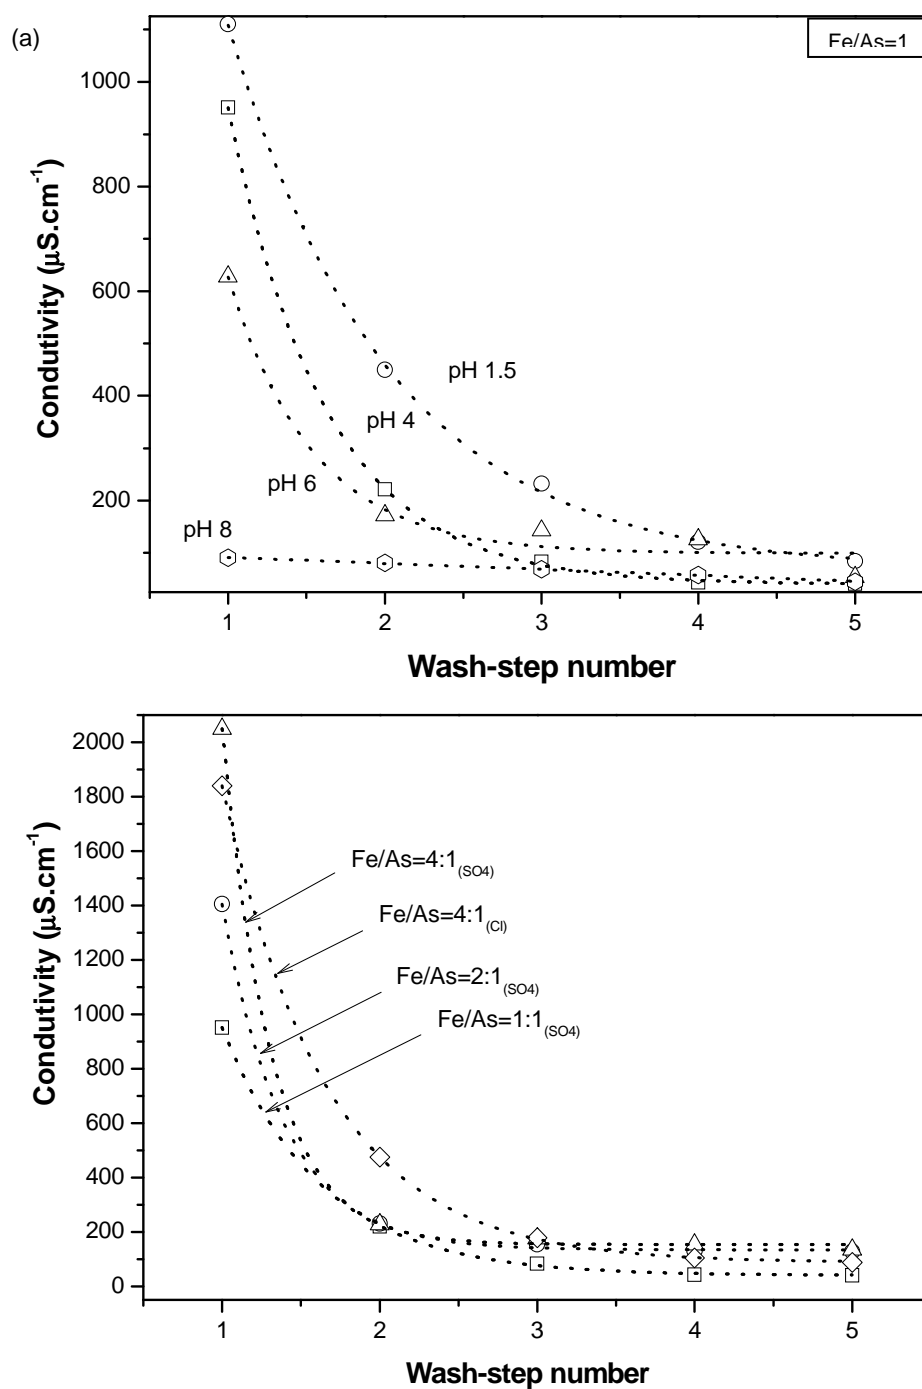 (a)
Fe/As=1
1000
800
600
400
200
Condutivity (μS.cm⁻¹)
pH 1.5
pH 4
pH 6
pH 8
1 2 3 4 5
Wash-step number
2000
1800
1600
1400
1200
1000
800
600
400
200
0
Condutivity (μS.cm⁻¹)
Fe/As=4:1(SO4)
Fe/As=4:1(Cl)
Fe/As=2:1(SO4)
Fe/As=1:1(SO4)
1 2 3 4 5
Wash-step number